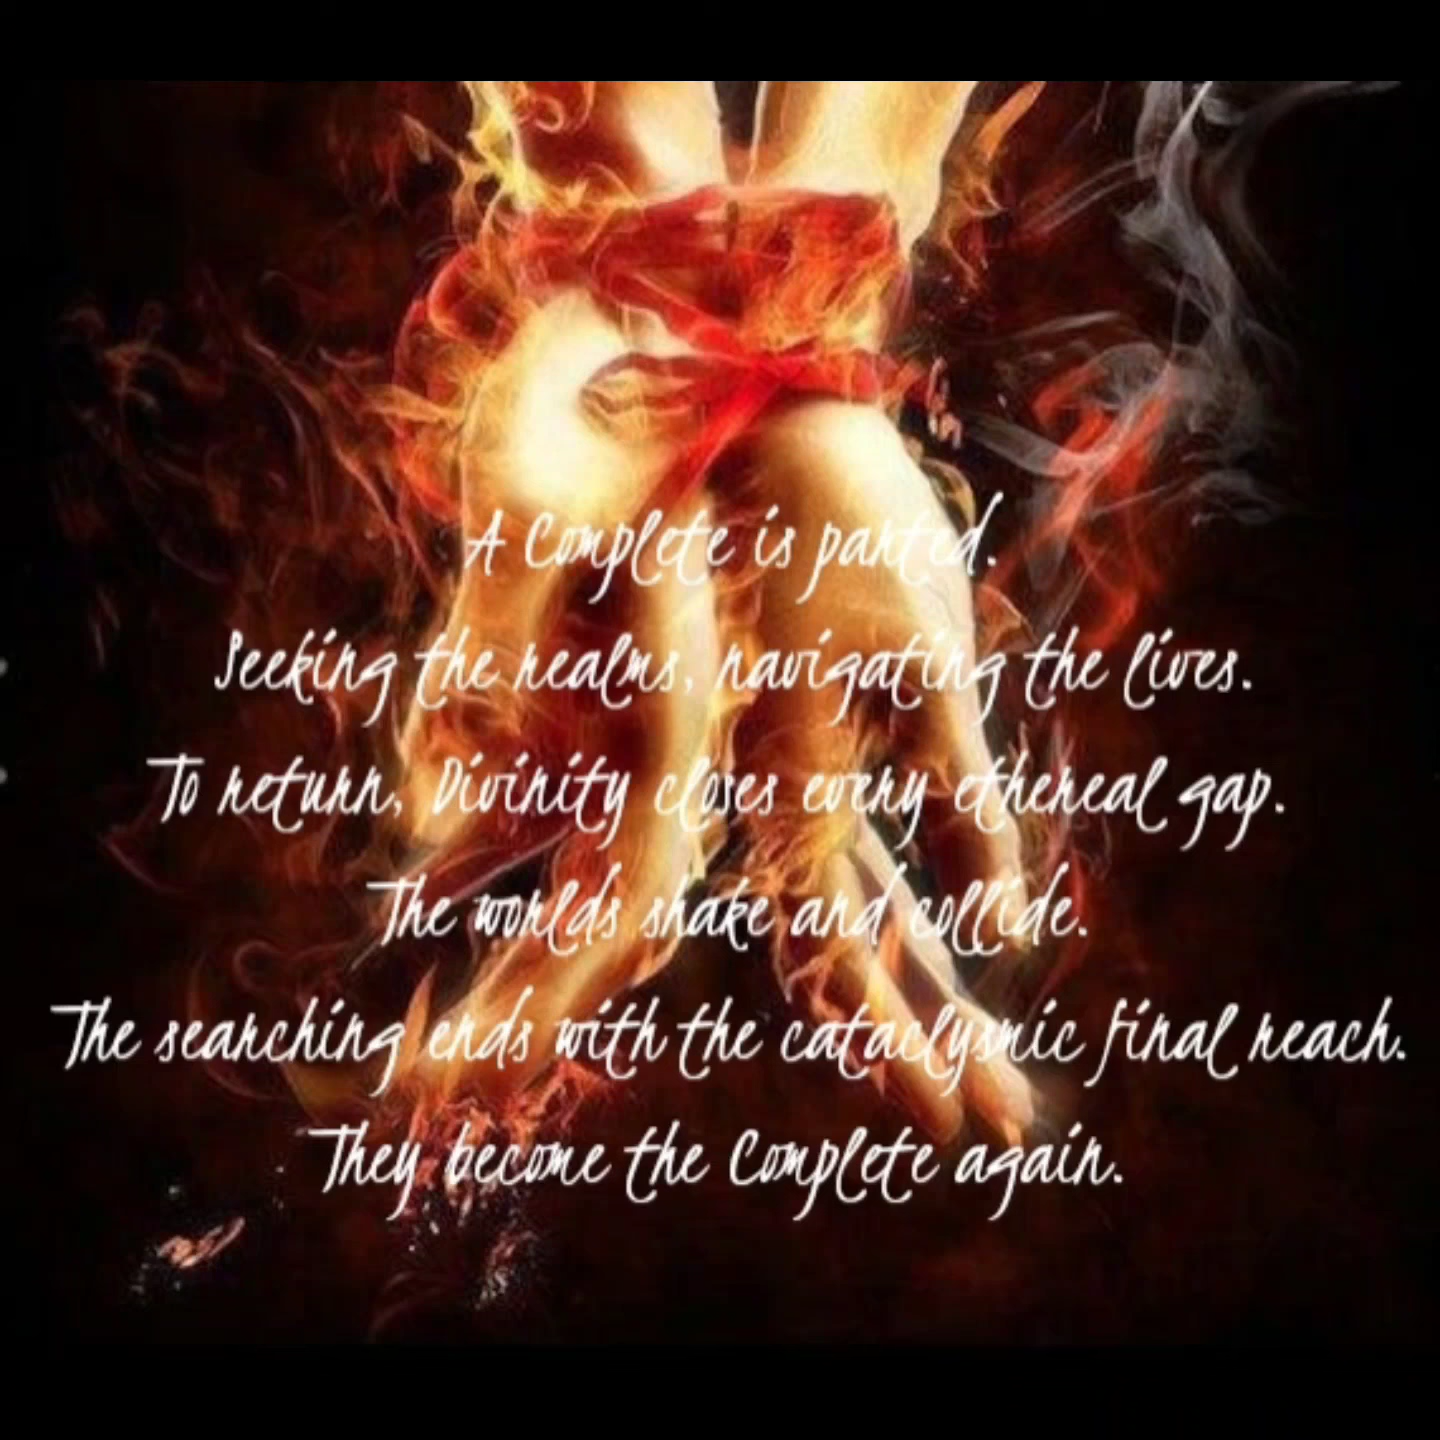 A Complete is parted.
Seeking the realms, navigating the lives.
To return, Divinity closes every ethereal gap.
The worlds shake and collide.
The searching ends with the cataclysmic final reach.
They become the Complete again.